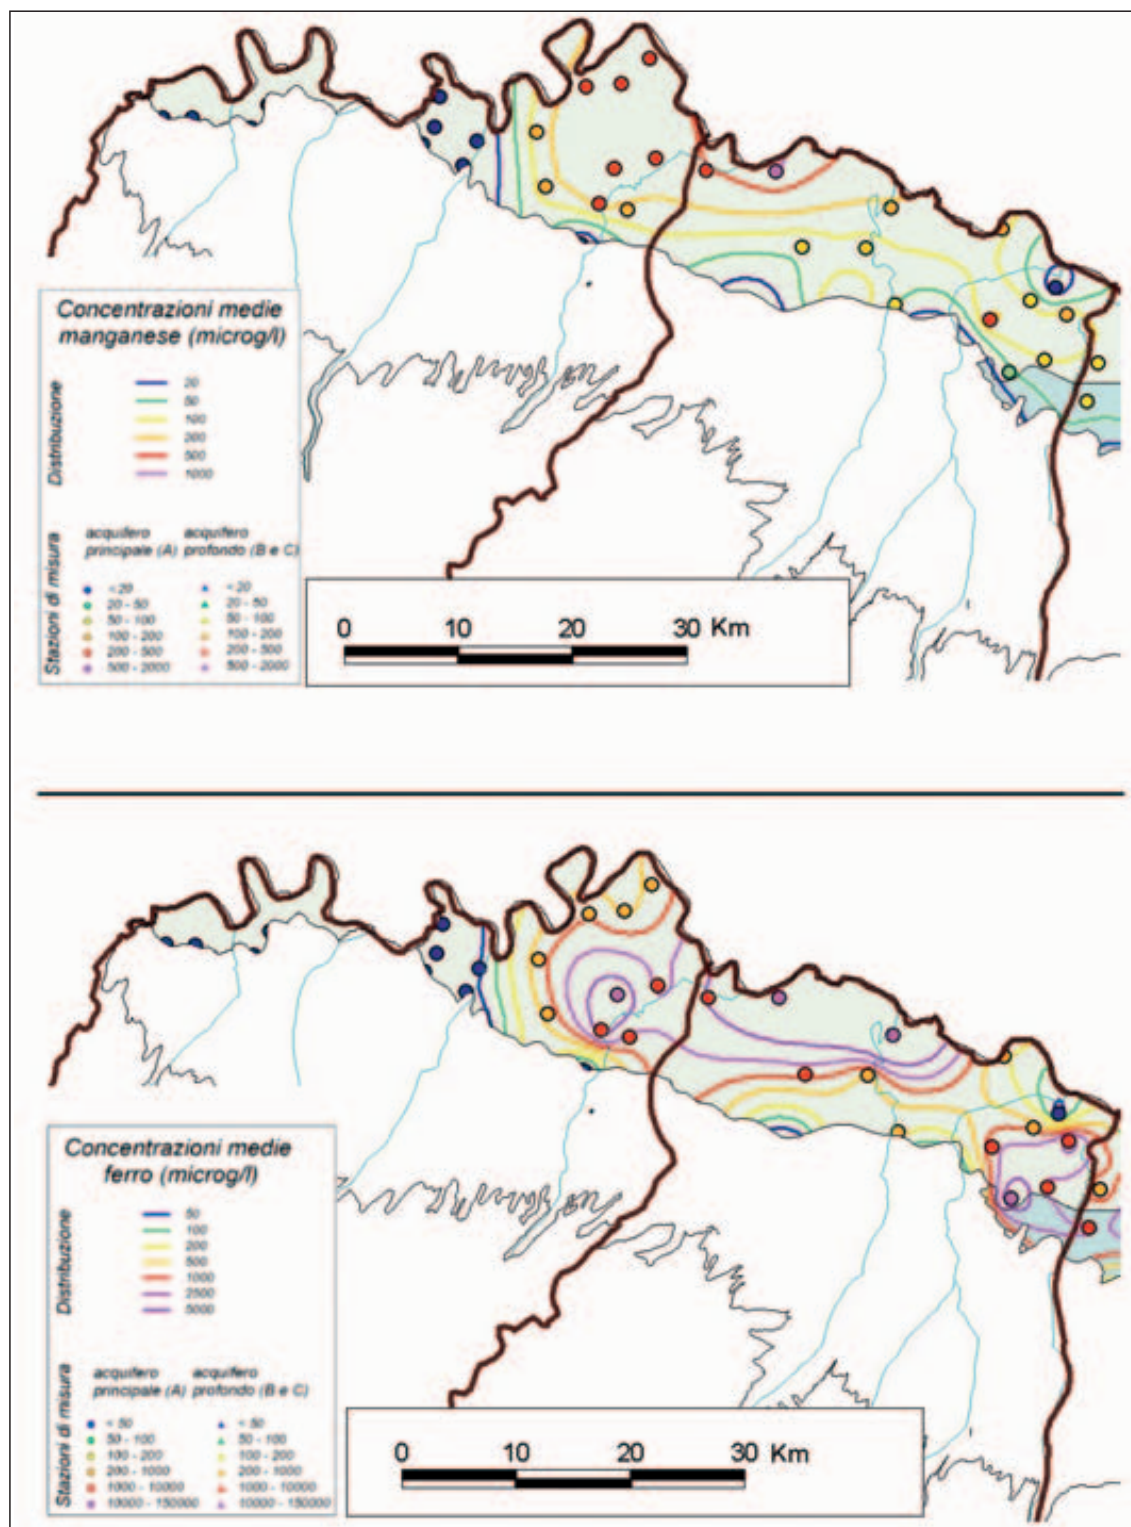 Concentrazioni medie
manganese (microg/l)
Distribuzione
20
50
100
200
500
1000
Stazioni di misura
acquifero principale (A)
acquifero profondo (B e C)
< 20
20 - 50
50 - 100
100 - 200
200 - 500
500 - 2000
< 20
20 - 50
50 - 100
100 - 200
200 - 500
500 - 2000
0 10 20 30 Km
Concentrazioni medie
ferro (microg/l)
Distribuzione
50
100
200
500
1000
2500
5000
Stazioni di misura
acquifero principale (A)
acquifero profondo (B e C)
< 50
50 - 100
100 - 200
200 - 1000
1000 - 10000
10000 - 150000
< 50
50 - 100
100 - 200
200 - 1000
1000 - 10000
10000 - 150000
0 10 20 30 Km